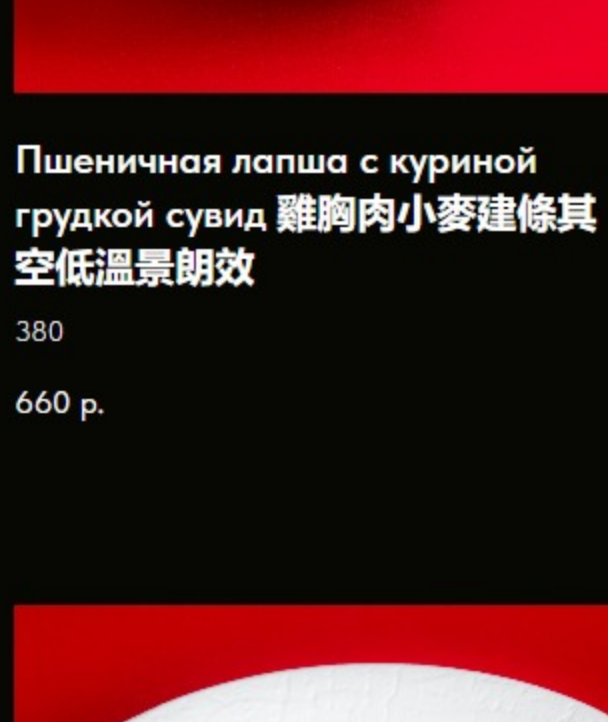 Пшеничная лапша с куриной
грудкой сувид 雞胸肉小麥建條其
空低溫景朗效
380
660 р.